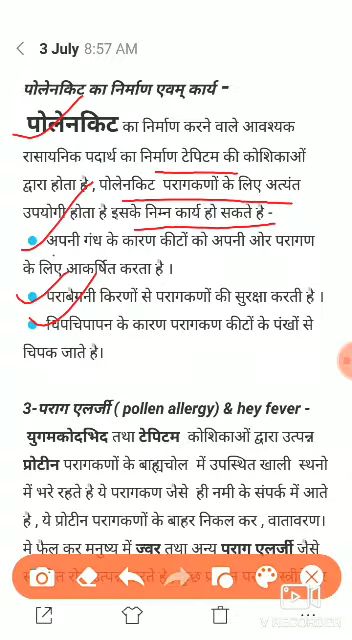 3 July 8:57 AM
पोलेनकिट का निर्माण एवम् कार्य -
पोलेनकिट का निर्माण करने वाले आवश्यक
रासायनिक पदार्थ का निर्माण टेपिटम की कोशिकाओं
द्वारा होता है , पोलेनकिट परागकणों के लिए अत्यंत
उपयोगी होता है इसके निम्न कार्य हो सकते है -
अपनी गंध के कारण कीटों को अपनी ओर परागण
के लिए आकर्षित करता है ।
पराबैगनी किरणों से परागकणों की सुरक्षा करती है ।
चिपचिपापन के कारण परागकण कीटों के पंखों से
चिपक जाते है।
3-पराग एलर्जी ( pollen allergy) & hey fever -
युगमकोदभिद तथा टेपिटम कोशिकाओं द्वारा उत्पन्न
प्रोटीन परागकणों के बाह्यचोल में उपस्थित खाली स्थनो
में भरे रहते है ये परागकण जैसे ही नमी के संपर्क में आते
है , ये प्रोटीन परागकणों के बाहर निकल कर , वातावरण।
मे फैल कर मनुष्य में ज्वर तथा अन्य पराग एलर्जी जैसे
V RECORDER